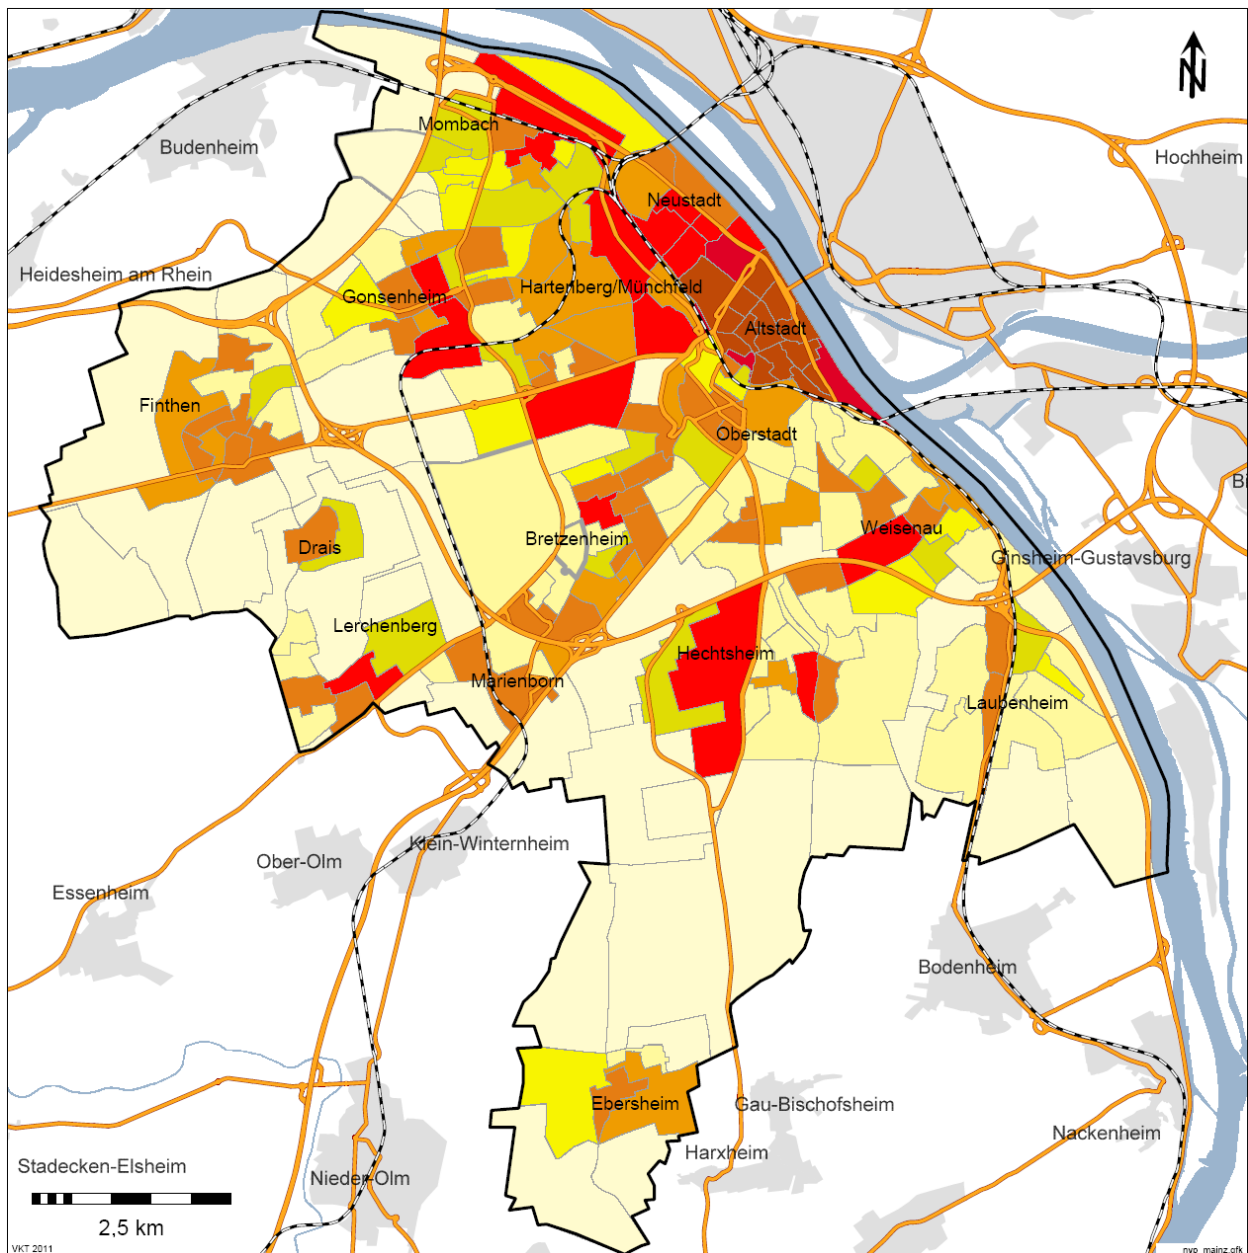 N
Mombach
Budenheim
Hochheim
Neustadt
Heidesheim am Rhein
Gonsenheim
Hartenberg/Münchfeld
Altstadt
Finthen
Oberstadt
Bi
Weisenau
Bretzenheim
Drais
Ginsheim-Gustavsburg
Lerchenberg
Hechtsheim
Marienborn
Laubenheim
Klein-Winternheim
Ober-Olm
Essenheim
Bodenheim
Ebersheim
Gau-Bischofsheim
Nackenheim
Harxheim
Stadecken-Elsheim
Nieder-Olm
2,5 km
VKT 2011
nvp_mainz.gfk